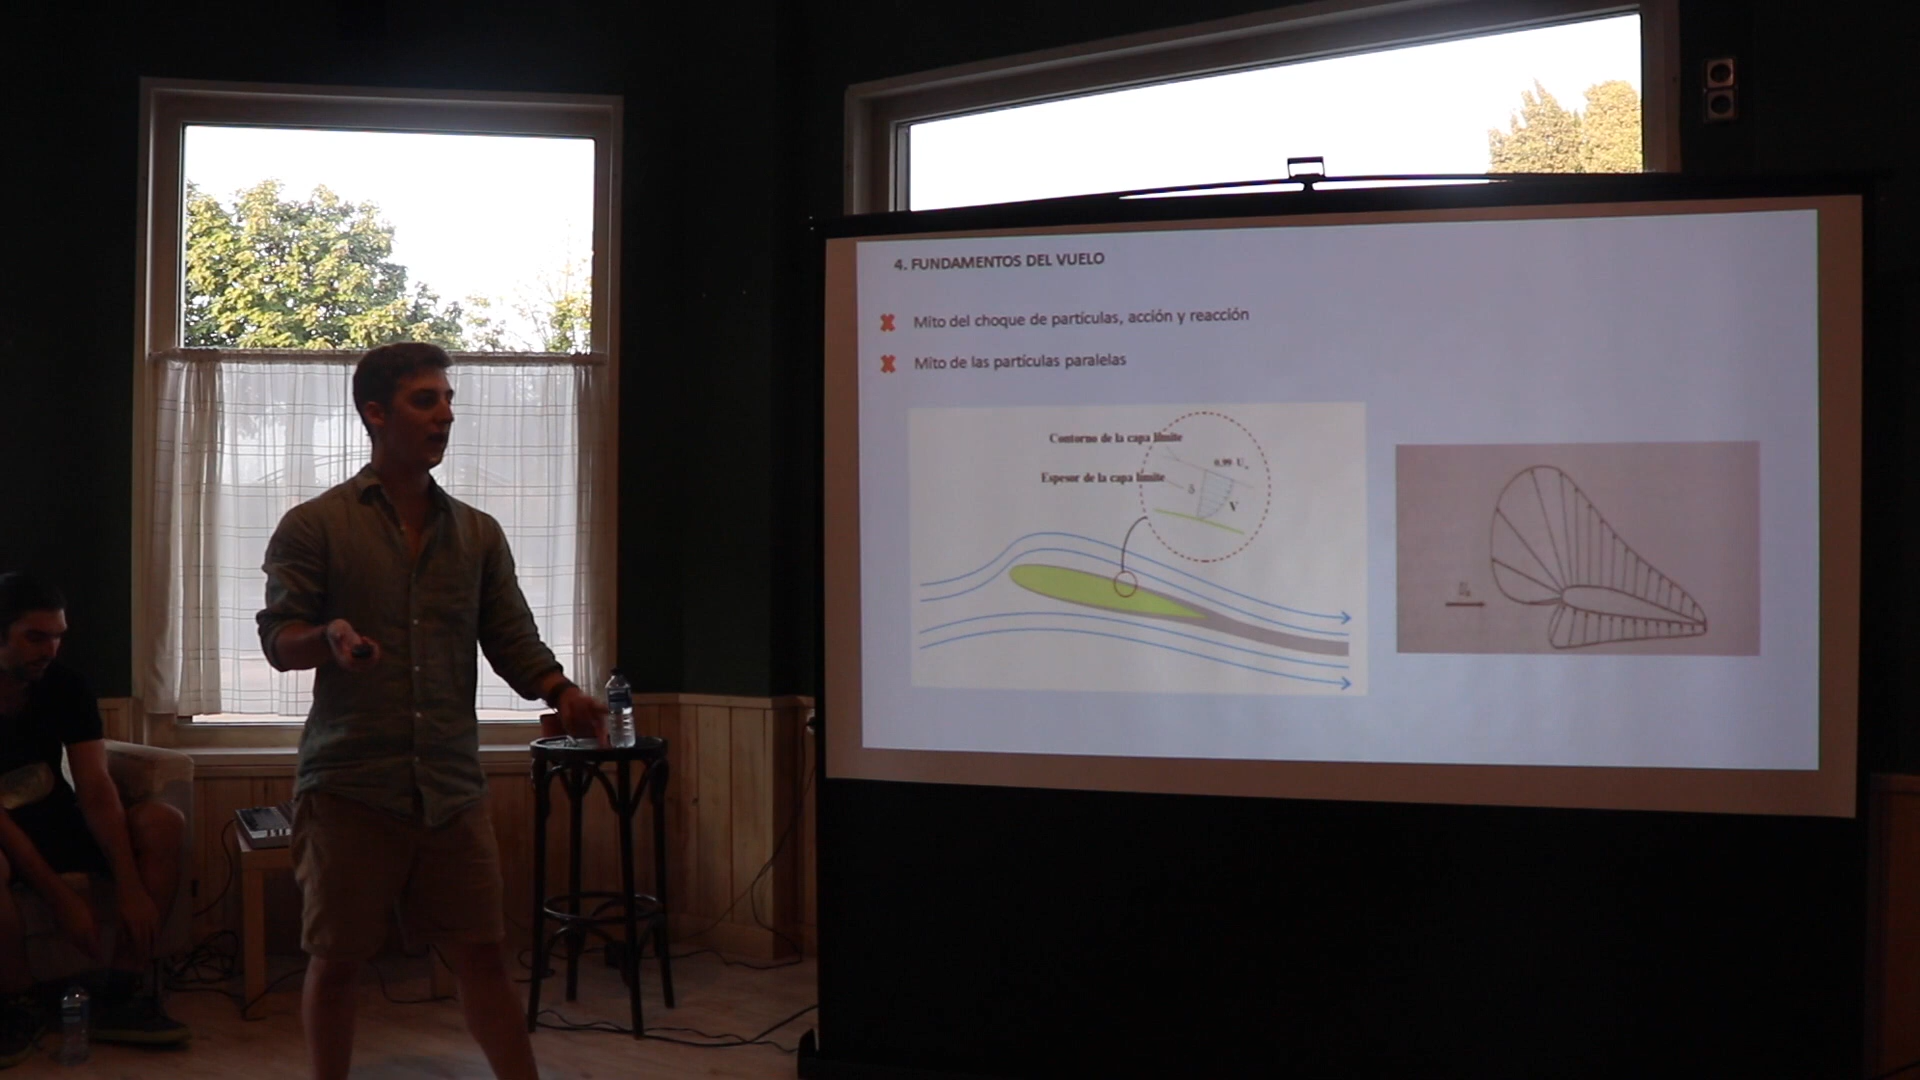 4. FUNDAMENTOS DEL VUELO
Mito del choque de partículas, acción y reacción
Mito de las partículas paralelas
Contorno de la capa límite
0,99 U
Espesor de la capa límite
δ
V